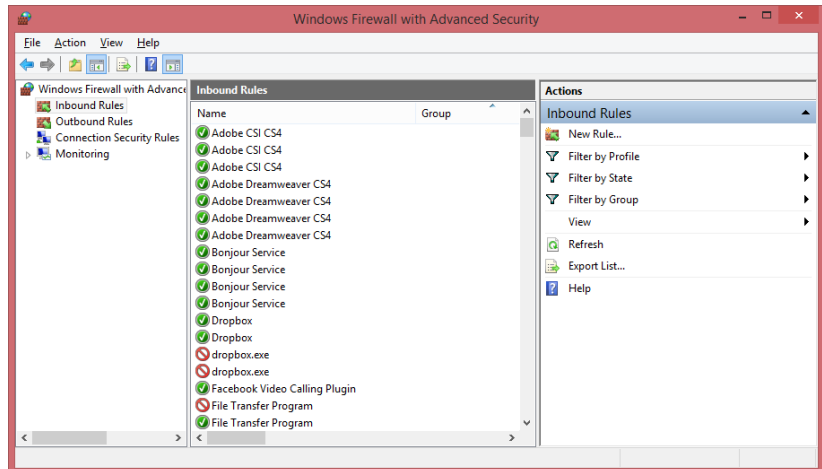 Windows Firewall with Advanced Security
File Action View Help
Windows Firewall with Advance
Inbound Rules
Outbound Rules
Connection Security Rules
Monitoring
Inbound Rules
Name Group
Adobe CSI CS4
Adobe CSI CS4
Adobe CSI CS4
Adobe Dreamweaver CS4
Adobe Dreamweaver CS4
Adobe Dreamweaver CS4
Adobe Dreamweaver CS4
Bonjour Service
Bonjour Service
Bonjour Service
Bonjour Service
Dropbox
Dropbox
dropbox.exe
dropbox.exe
Facebook Video Calling Plugin
File Transfer Program
File Transfer Program
Actions
Inbound Rules
New Rule...
Filter by Profile
Filter by State
Filter by Group
View
Refresh
Export List...
Help